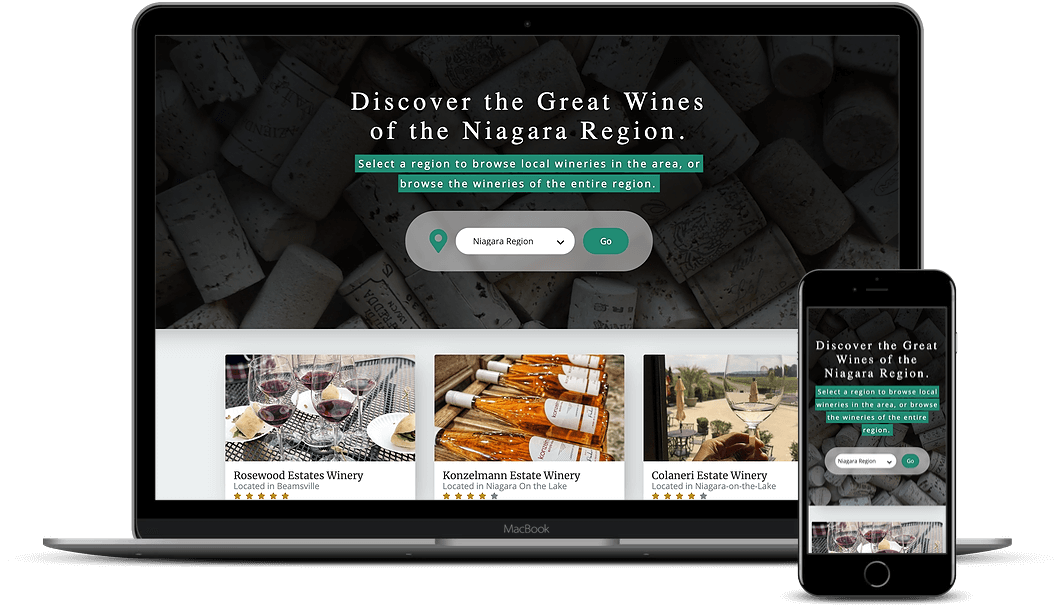 Discover the Great Wines
of the Niagara Region.
Select a region to browse local wineries in the area, or
browse the wineries of the entire region.
Niagara Region
Go
Rosewood Estates Winery
Located in Beamsville
Konzelmann Estate Winery
Located in Niagara On the Lake
Colaneri Estate Winery
Located in Niagara-on-the-Lake
MacBook
Discover the Great
Wines of the
Niagara Region.
Select a region to browse local
wineries in the area, or browse
the wineries of the entire
region.
Niagara Region
Go